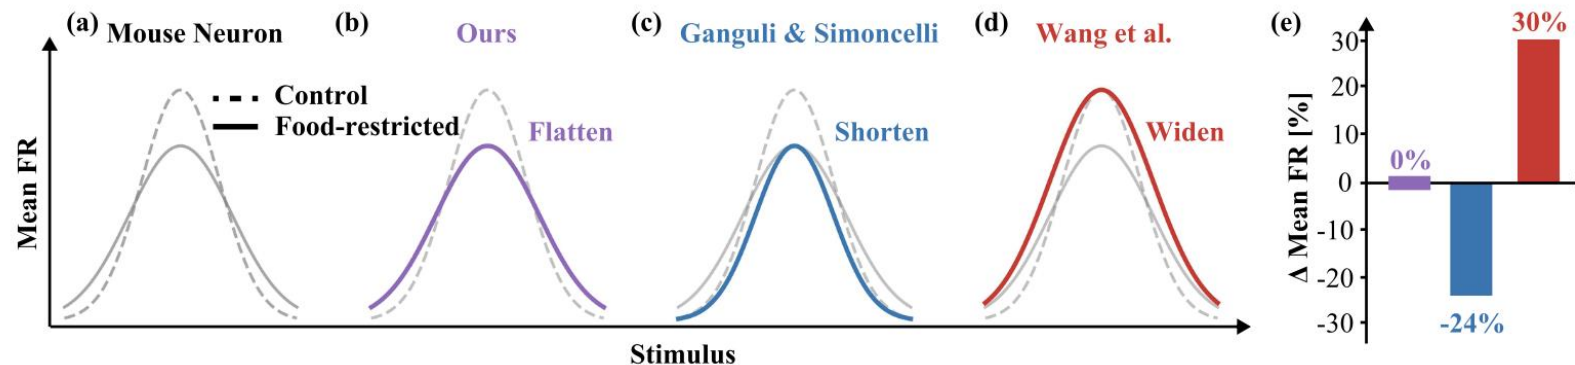 (a) Mouse Neuron
(b) Ours
(c) Ganguli & Simoncelli
(d) Wang et al.
(e)
Control
Food-restricted
Flatten
Shorten
Widen
Mean FR
Stimulus
Δ Mean FR [%]
30
20
10
0
-10
-20
-30
0%
-24%
30%